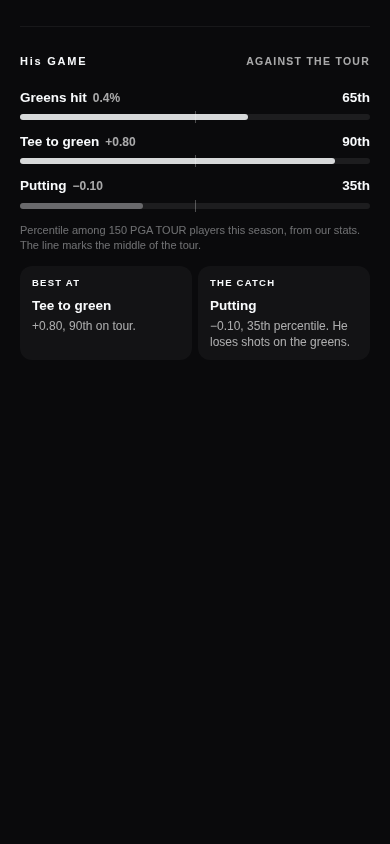 His GAME
AGAINST THE TOUR
Greens hit 0.4%
65th
Tee to green +0.80
90th
Putting −0.10
35th
Percentile among 150 PGA TOUR players this season, from our stats.
The line marks the middle of the tour.
BEST AT
Tee to green
+0.80, 90th on tour.
THE CATCH
Putting
−0.10, 35th percentile. He
loses shots on the greens.